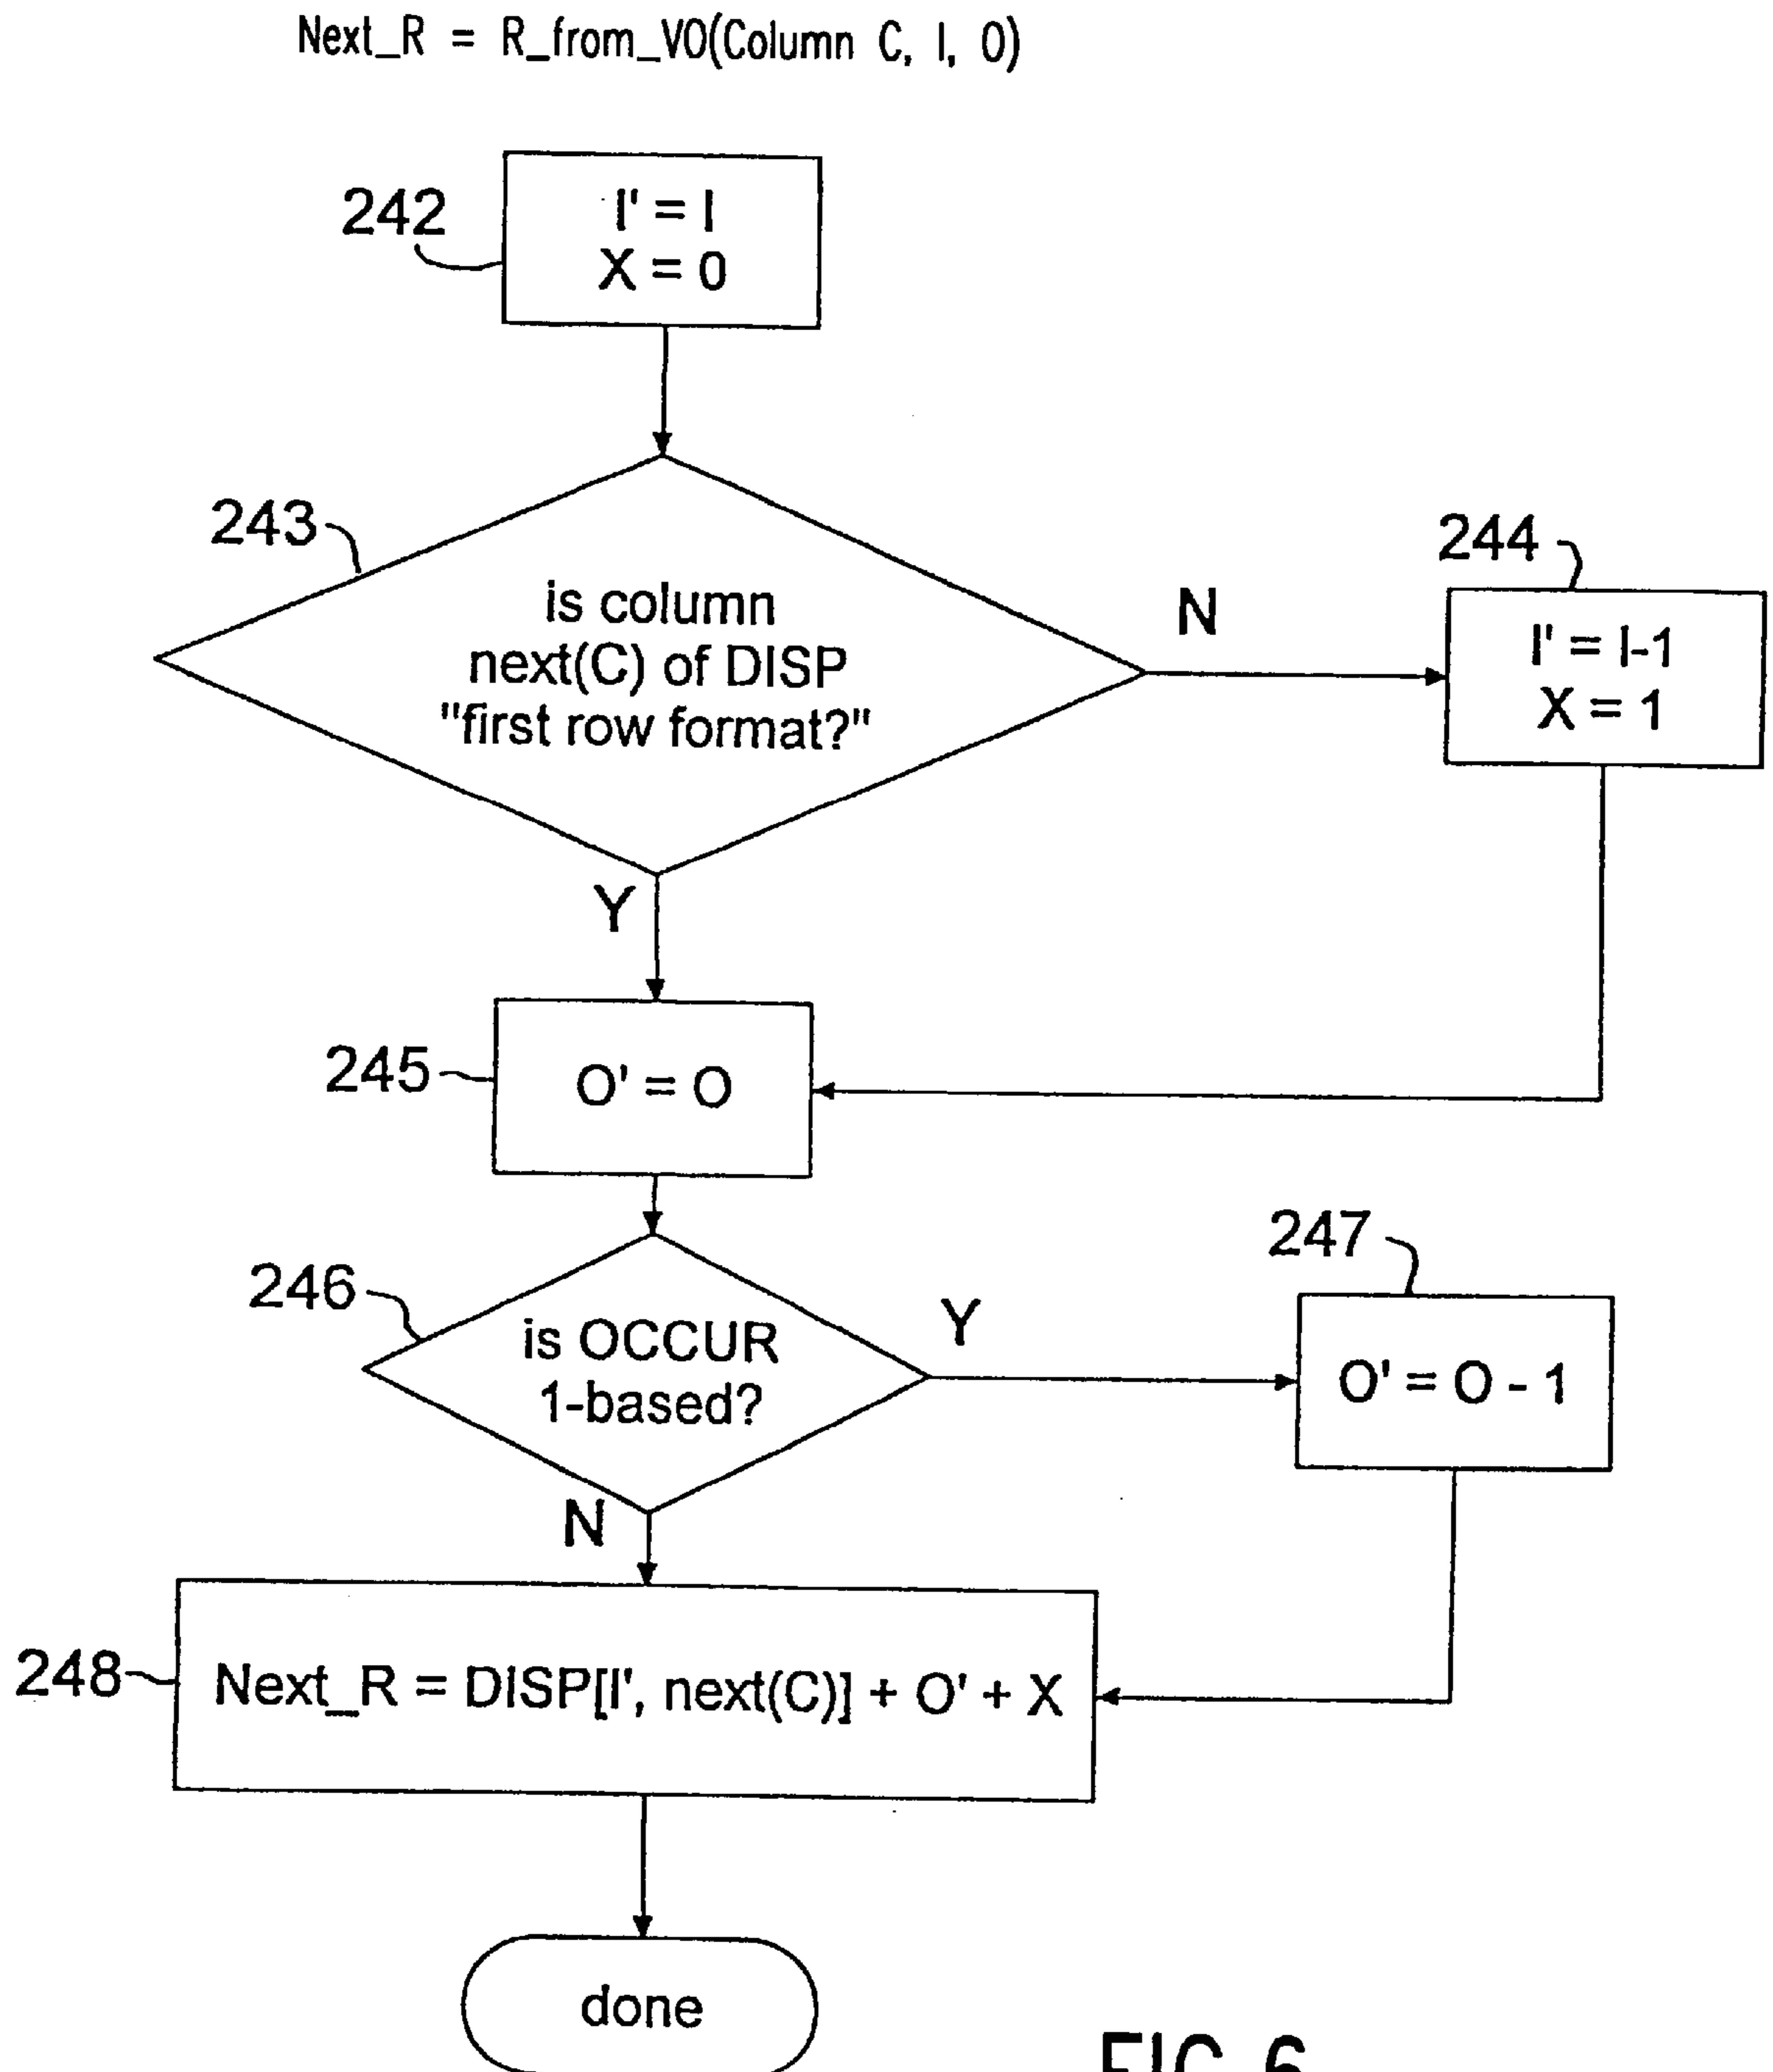 Next_R = R_from_VO(Column C, I, O)
242
I' = I
X = 0
243
is column
next(C) of DISP
"first row format?"
N
244
I' = I-1
X = 1
Y
245
O' = O
246
is OCCUR
1-based?
Y
247
O' = O - 1
N
248
Next_R = DISP[I', next(C)] + O' + X
done
FIG. 6